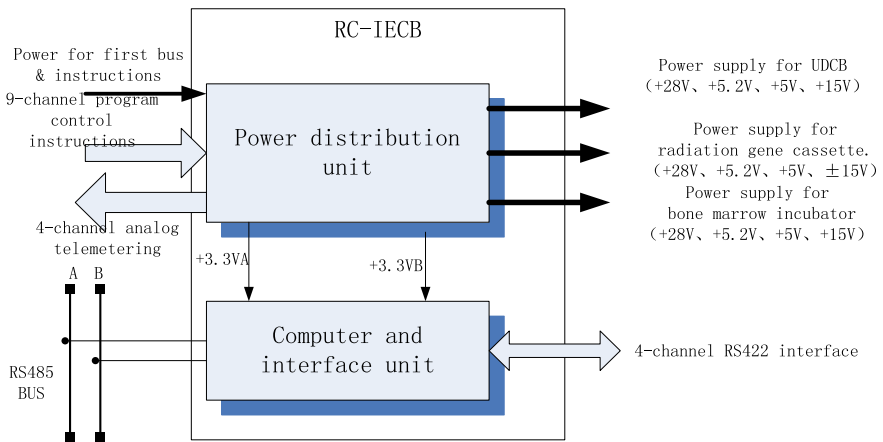 RC-IECB
Power for first bus
& instructions
9-channel program
control
instructions
4-channel analog
telemetering
Power distribution
unit
Power supply for UDCB
(+28V、+5.2V、+5V、+15V)
Power supply for
radiation gene cassette.
(+28V、+5.2V、+5V、±15V)
Power supply for
bone marrow incubator
(+28V、+5.2V、+5V、+15V)
+3.3VA
+3.3VB
A B
RS485
BUS
Computer and
interface unit
4-channel RS422 interface